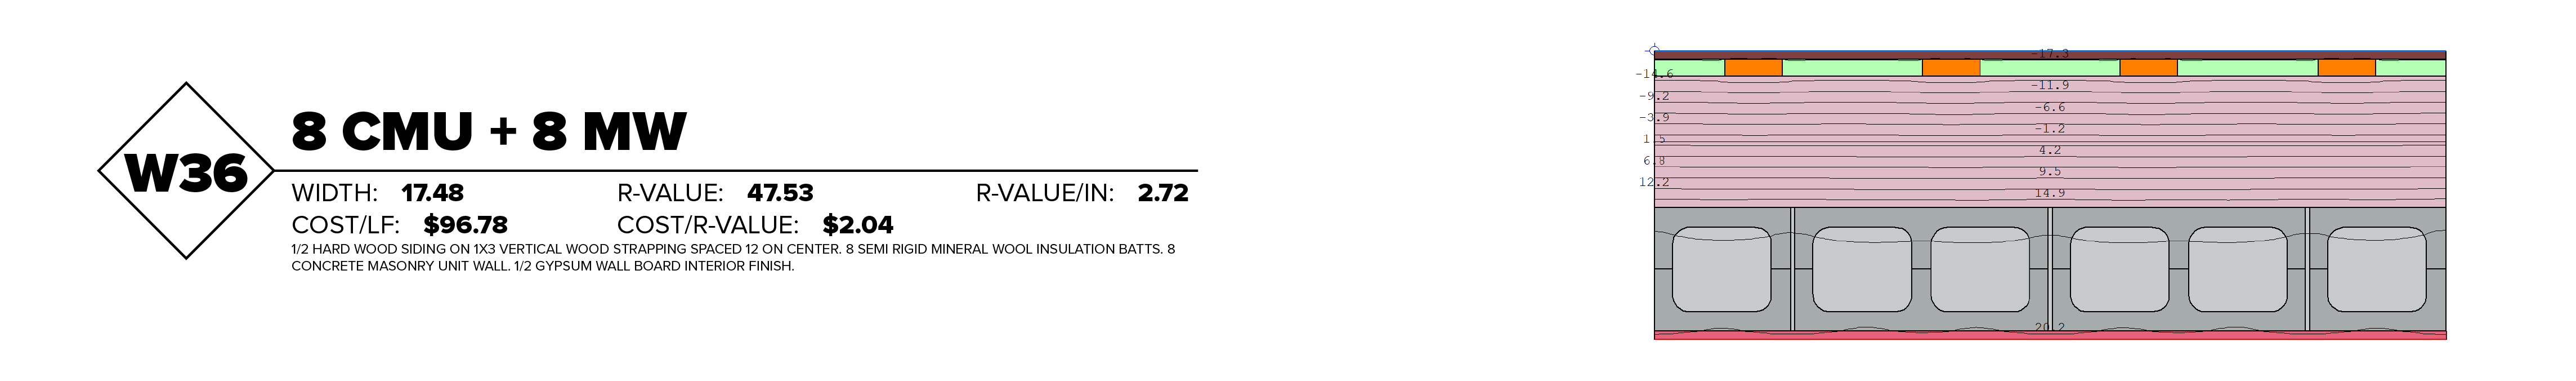 W36
8 CMU + 8 MW
WIDTH: 17.48 R-VALUE: 47.53 R-VALUE/IN: 2.72
COST/LF: $96.78 COST/R-VALUE: $2.04
1/2 HARD WOOD SIDING ON 1X3 VERTICAL WOOD STRAPPING SPACED 12 ON CENTER. 8 SEMI RIGID MINERAL WOOL INSULATION BATTS. 8
CONCRETE MASONRY UNIT WALL. 1/2 GYPSUM WALL BOARD INTERIOR FINISH.
-17.3
-14.6
-11.9
-9.2
-6.6
-3.9
-1.2
1.5
4.2
6.8
9.5
12.2
14.9
20.2